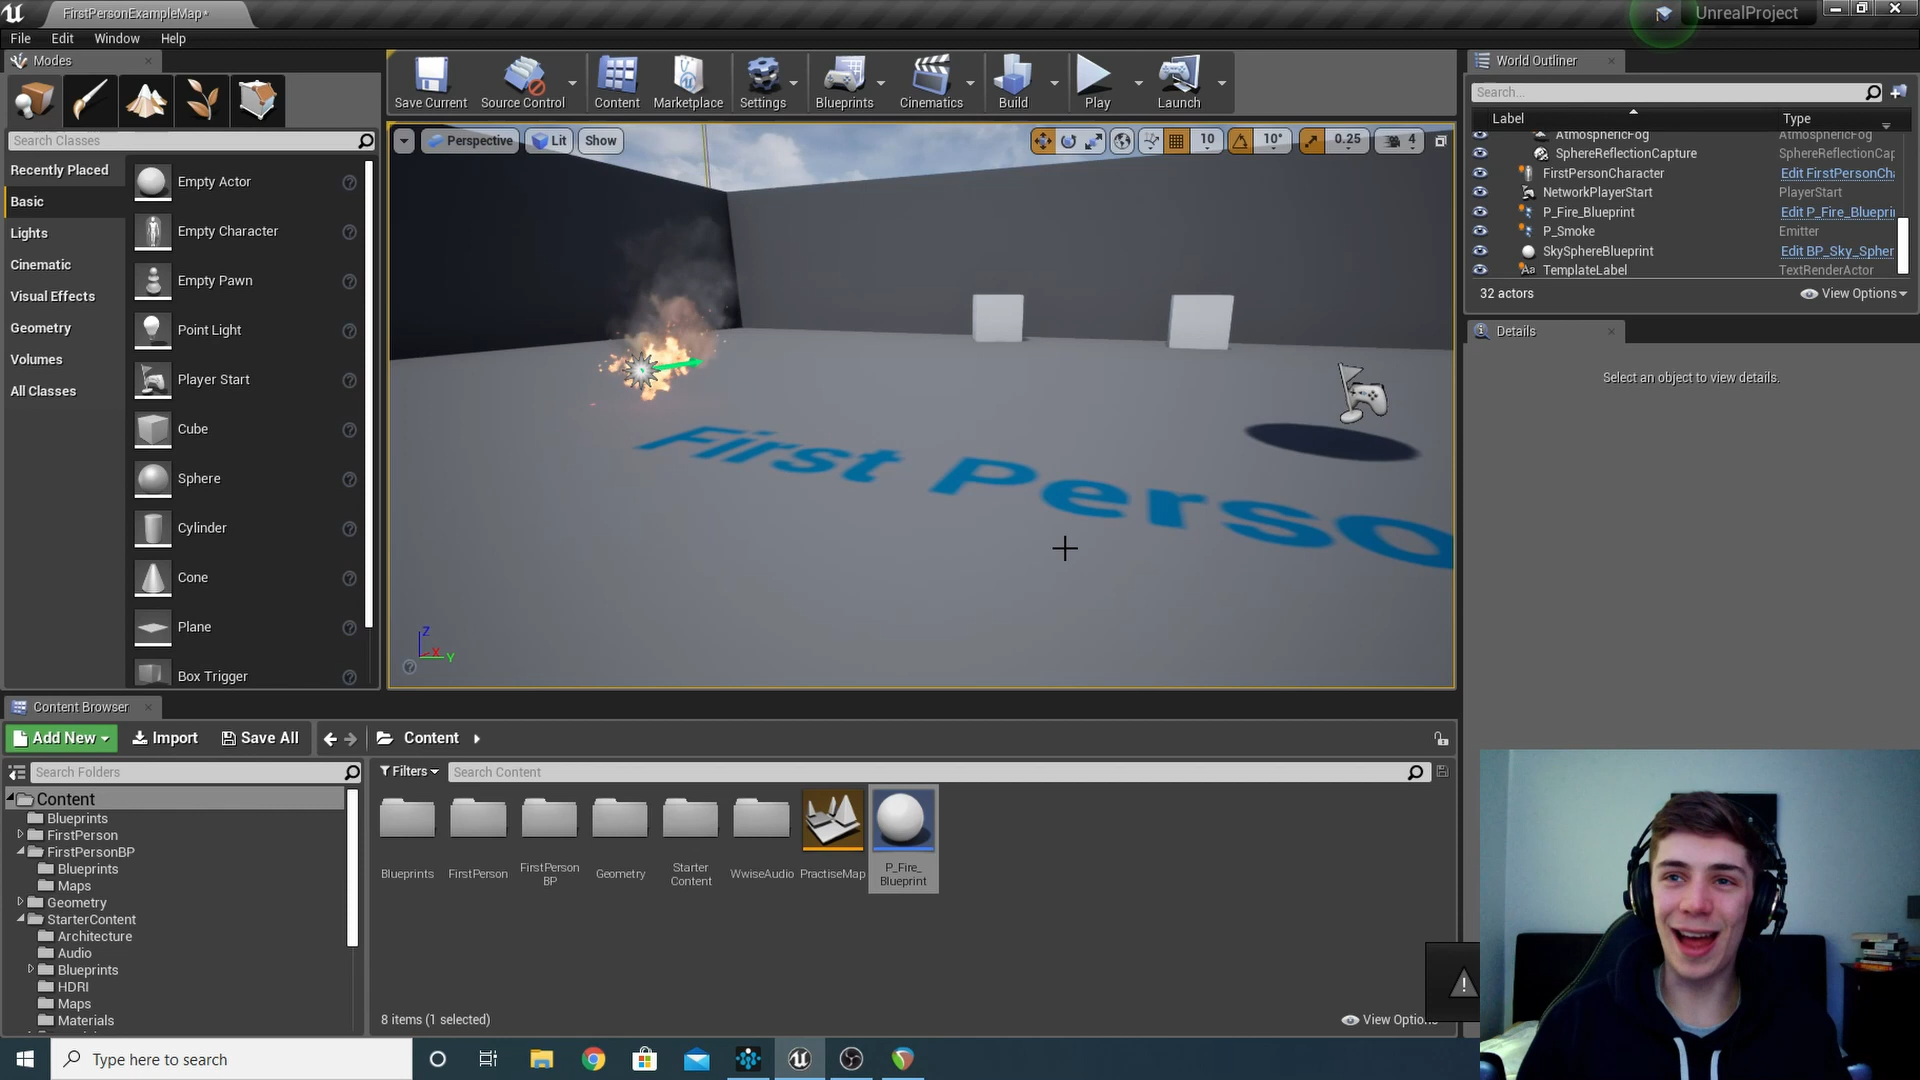 FirstPersonExampleMap*
UnrealProject
File Edit Window Help
Modes
Search Classes
Recently Placed
Basic
Lights
Cinematic
Visual Effects
Geometry
Volumes
All Classes
Empty Actor
Empty Character
Empty Pawn
Point Light
Player Start
Cube
Sphere
Cylinder
Cone
Plane
Box Trigger
Save Current Source Control Content Marketplace Settings Blueprints Cinematics Build Play Launch
Perspective Lit Show
10 10° 0.25 4
First Perso
Z
X
Y
World Outliner
Search...
Label Type
AtmosphericFog AtmosphericFog
SphereReflectionCapture SphereReflectionCap
FirstPersonCharacter Edit FirstPersonCha
NetworkPlayerStart PlayerStart
P_Fire_Blueprint Edit P_Fire_Blueprin
P_Smoke Emitter
SkySphereBlueprint Edit BP_Sky_Spher
TemplateLabel TextRenderActor
32 actors View Options
Details
Select an object to view details.
Content Browser
Add New Import Save All Content
Search Folders
Content
Blueprints
FirstPerson
FirstPersonBP
Blueprints
Maps
Geometry
StarterContent
Architecture
Audio
Blueprints
HDRI
Maps
Materials
Filters Search Content
Blueprints
FirstPerson
FirstPerson
BP
Geometry
Starter
Content
WwiseAudio
PractiseMap
P_Fire_
Blueprint
8 items (1 selected) View Options
Type here to search